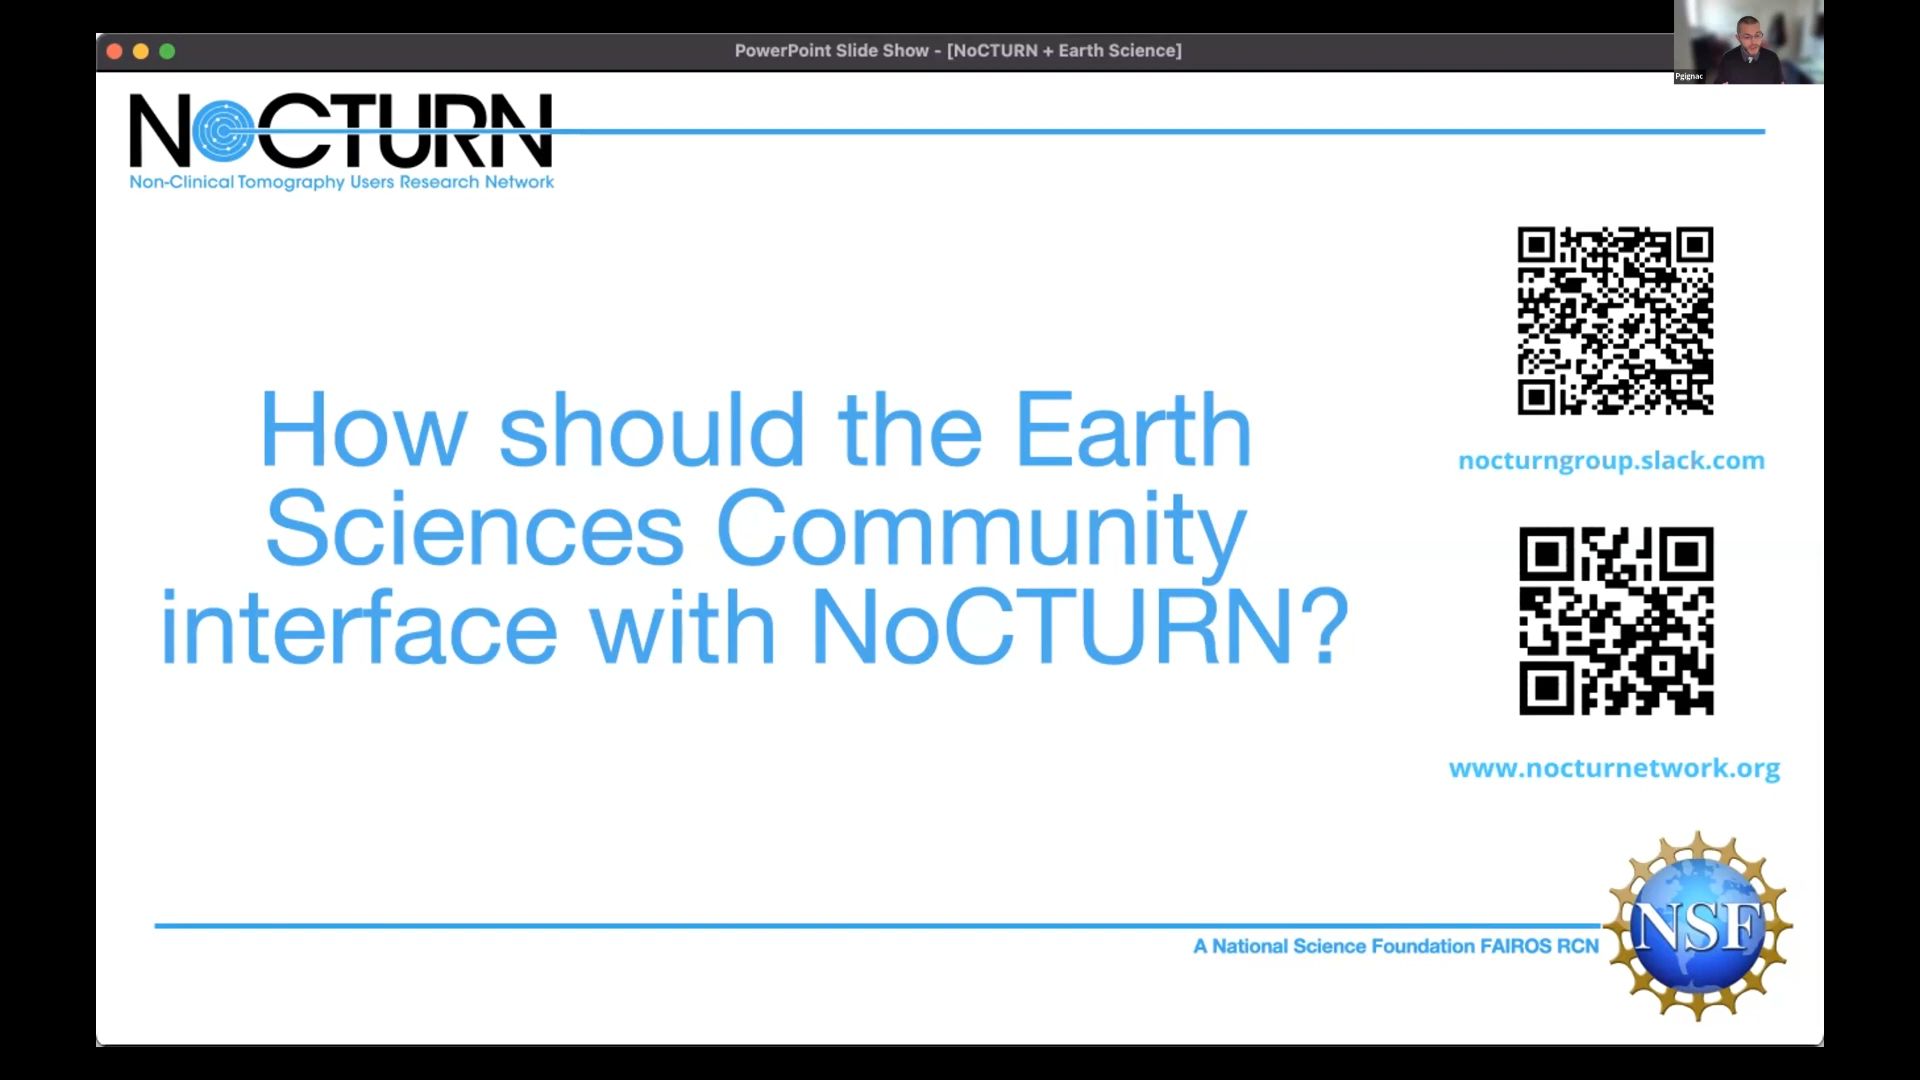 PowerPoint Slide Show - [NoCTURN + Earth Science]
Pgignac
NoCTURN
Non-Clinical Tomography Users Research Network
How should the Earth
Sciences Community
interface with NoCTURN?
nocturngroup.slack.com
www.nocturnetwork.org
A National Science Foundation FAIROS RCN
NSF